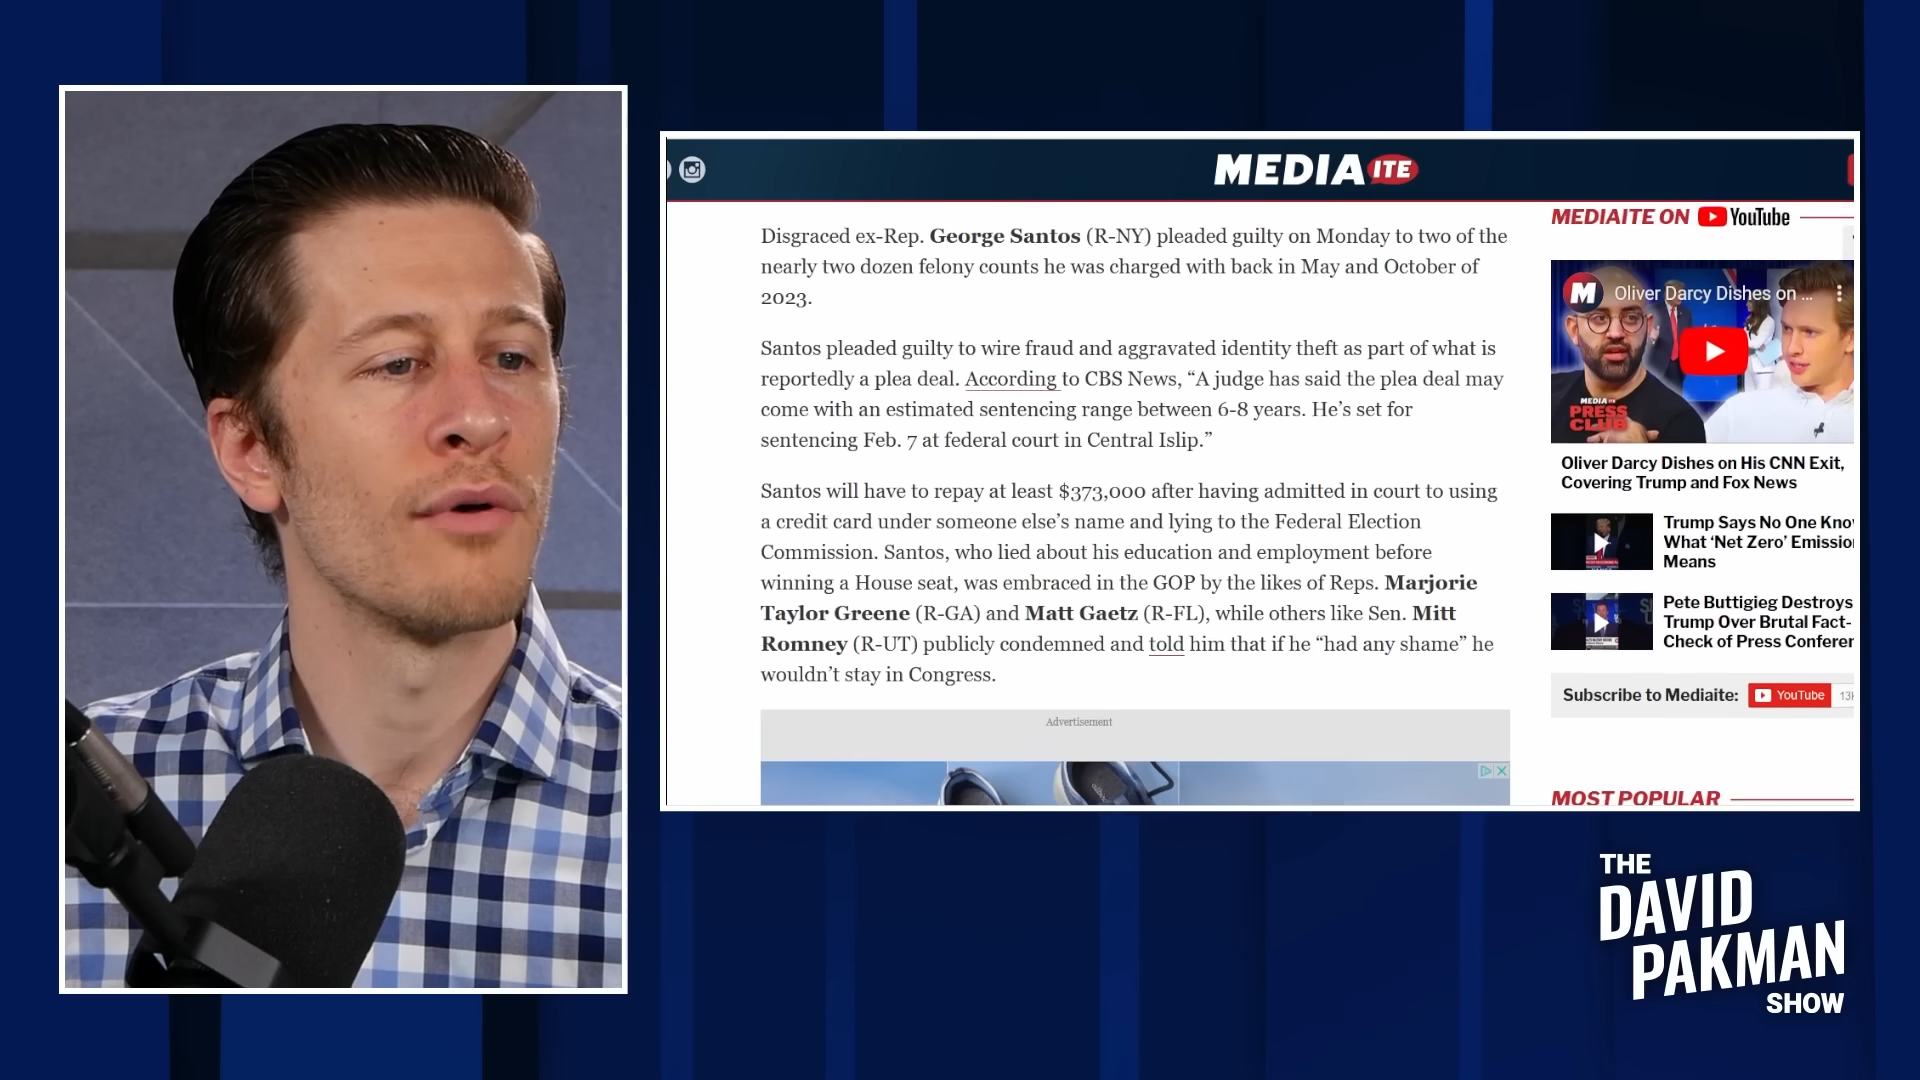 MEDIAITE
Disgraced ex-Rep. George Santos (R-NY) pleaded guilty on Monday to two of the
nearly two dozen felony counts he was charged with back in May and October of
2023.
Santos pleaded guilty to wire fraud and aggravated identity theft as part of what is
reportedly a plea deal. According to CBS News, “A judge has said the plea deal may
come with an estimated sentencing range between 6-8 years. He’s set for
sentencing Feb. 7 at federal court in Central Islip.”
Santos will have to repay at least $373,000 after having admitted in court to using
a credit card under someone else’s name and lying to the Federal Election
Commission. Santos, who lied about his education and employment before
winning a House seat, was embraced in the GOP by the likes of Reps. Marjorie
Taylor Greene (R-GA) and Matt Gaetz (R-FL), while others like Sen. Mitt
Romney (R-UT) publicly condemned and told him that if he “had any shame” he
wouldn’t stay in Congress.
Advertisement
MEDIAITE ON YouTube
M Oliver Darcy Dishes on ...
MEDIAITE
PRESS
CLUB
Oliver Darcy Dishes on His CNN Exit,
Covering Trump and Fox News
Trump Says No One Know
What ‘Net Zero’ Emission
Means
Pete Buttigieg Destroys
Trump Over Brutal Fact-
Check of Press Conferen
Subscribe to Mediaite: YouTube 13k
MOST POPULAR
THE
DAVID
PAKMAN
SHOW